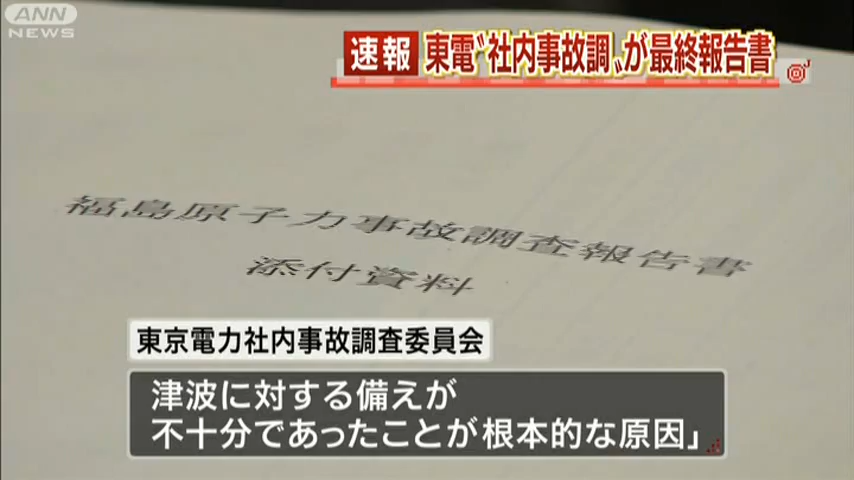 ANN
NEWS
速報 東電〝社内事故調〟が最終報告書
福島原子力事故調査報告書
添付資料
東京電力社内事故調査委員会
津波に対する備えが
不十分であったことが根本的な原因」